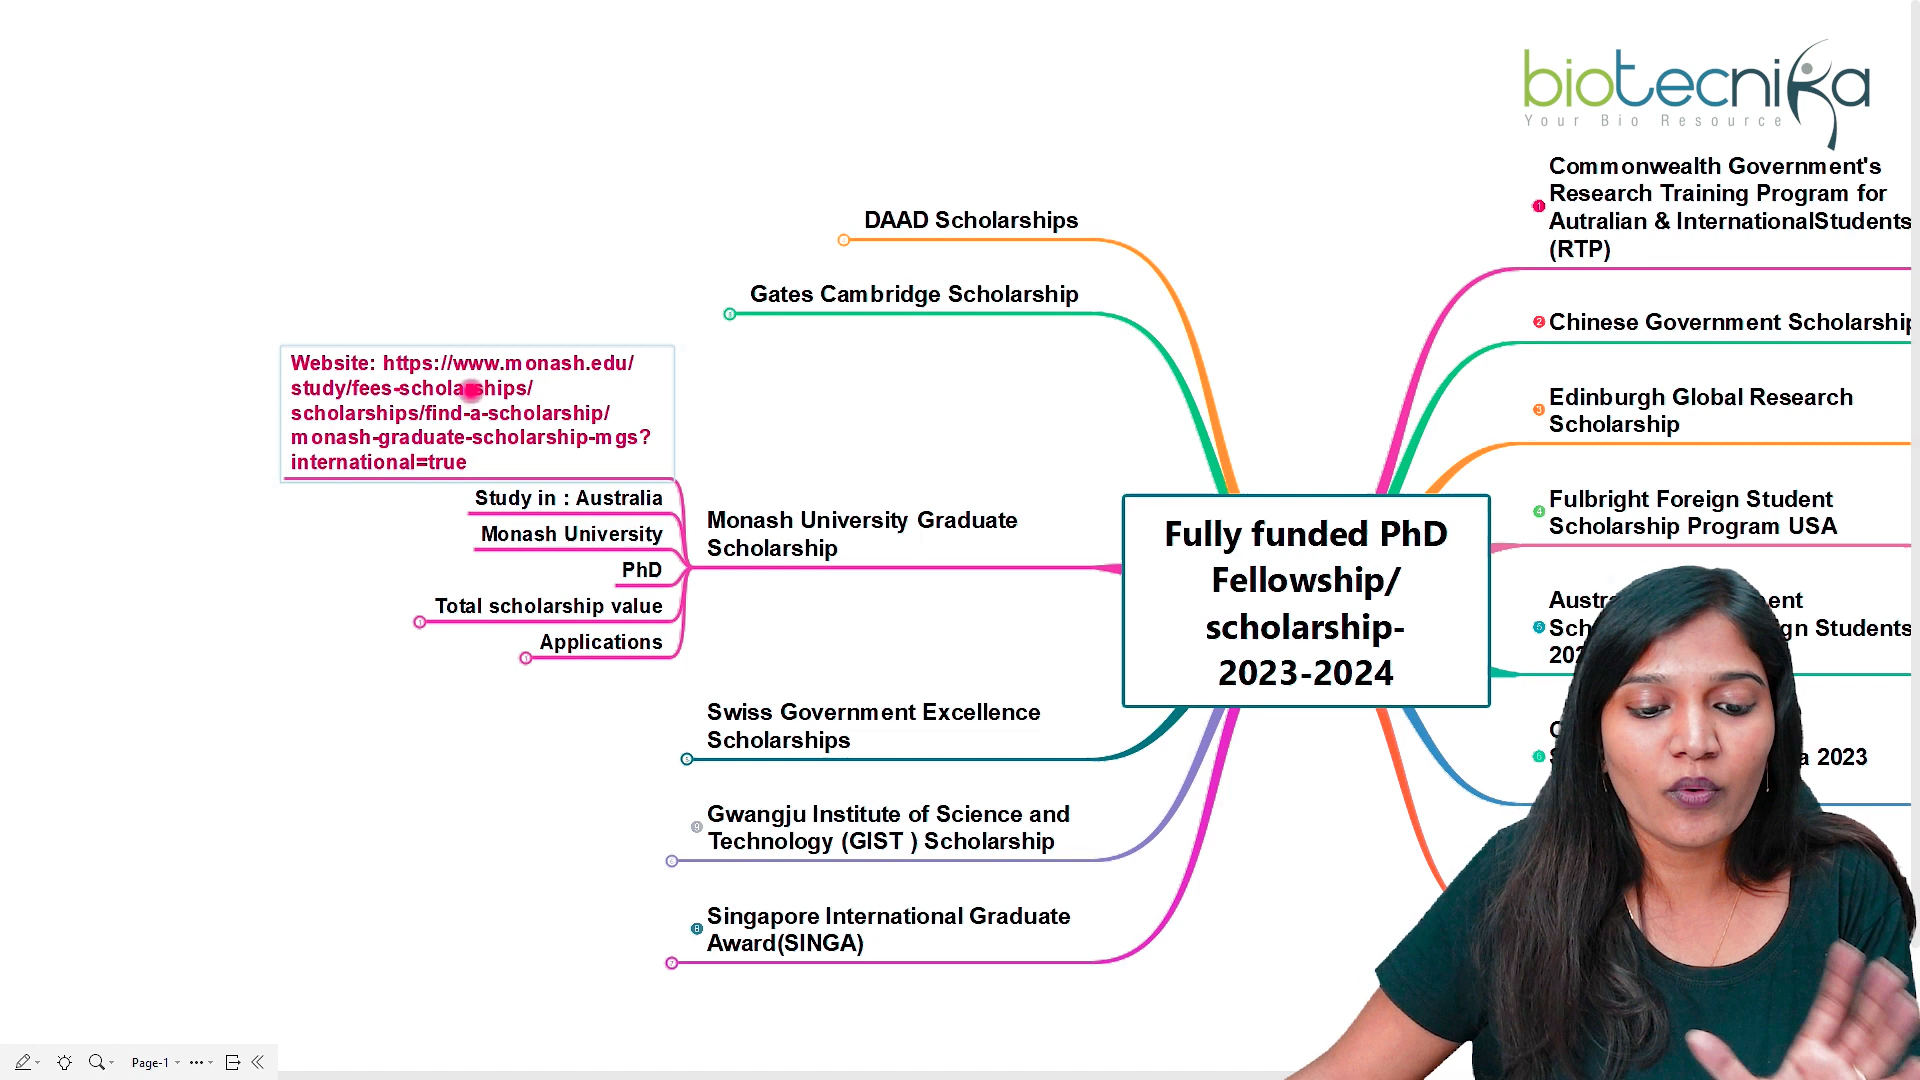 biotecnika
Your Bio Resource
DAAD Scholarships
Gates Cambridge Scholarship
Website: https://www.monash.edu/
study/fees-scholarships/
scholarships/find-a-scholarship/
monash-graduate-scholarship-mgs?
international=true
Study in : Australia
Monash University
PhD
Total scholarship value
Applications
Monash University Graduate
Scholarship
Swiss Government Excellence
Scholarships
Gwangju Institute of Science and
Technology (GIST ) Scholarship
Singapore International Graduate
Award(SINGA)
Fully funded PhD
Fellowship/
scholarship-
2023-2024
Commonwealth Government's
Research Training Program for
Autralian & InternationalStudents
(RTP)
Chinese Government Scholarship
Edinburgh Global Research
Scholarship
Fulbright Foreign Student
Scholarship Program USA
Students
2023
Page-1